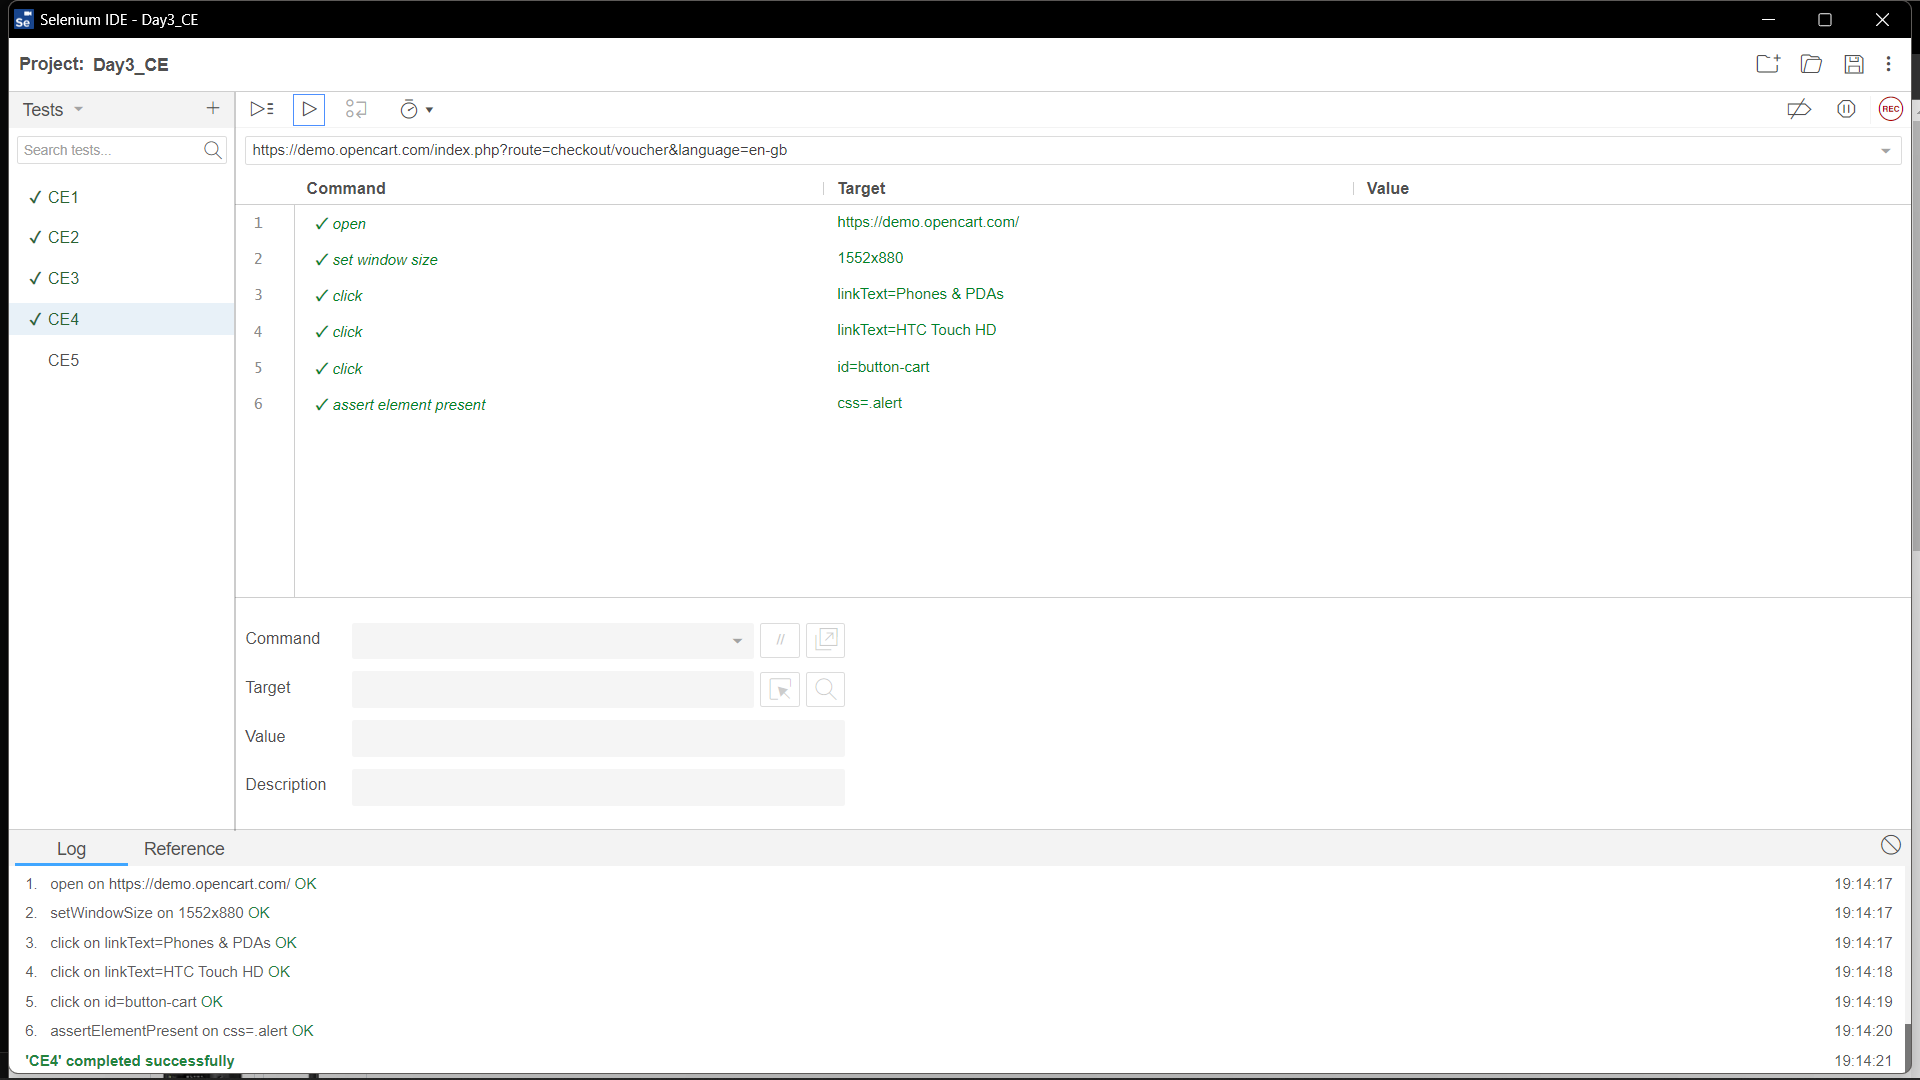 Se Selenium IDE - Day3_CE
Project: Day3_CE
Tests
REC
Search tests...
https://demo.opencart.com/index.php?route=checkout/voucher&language=en-gb
Command Target Value
✓ CE1
✓ CE2
✓ CE3
✓ CE4
CE5
1 ✓ open https://demo.opencart.com/
2 ✓ set window size 1552x880
3 ✓ click linkText=Phones & PDAs
4 ✓ click linkText=HTC Touch HD
5 ✓ click id=button-cart
6 ✓ assert element present css=.alert
Command //
Target
Value
Description
Log Reference
1. open on https://demo.opencart.com/ OK 19:14:17
2. setWindowSize on 1552x880 OK 19:14:17
3. click on linkText=Phones & PDAs OK 19:14:17
4. click on linkText=HTC Touch HD OK 19:14:18
5. click on id=button-cart OK 19:14:19
6. assertElementPresent on css=.alert OK 19:14:20
'CE4' completed successfully 19:14:21